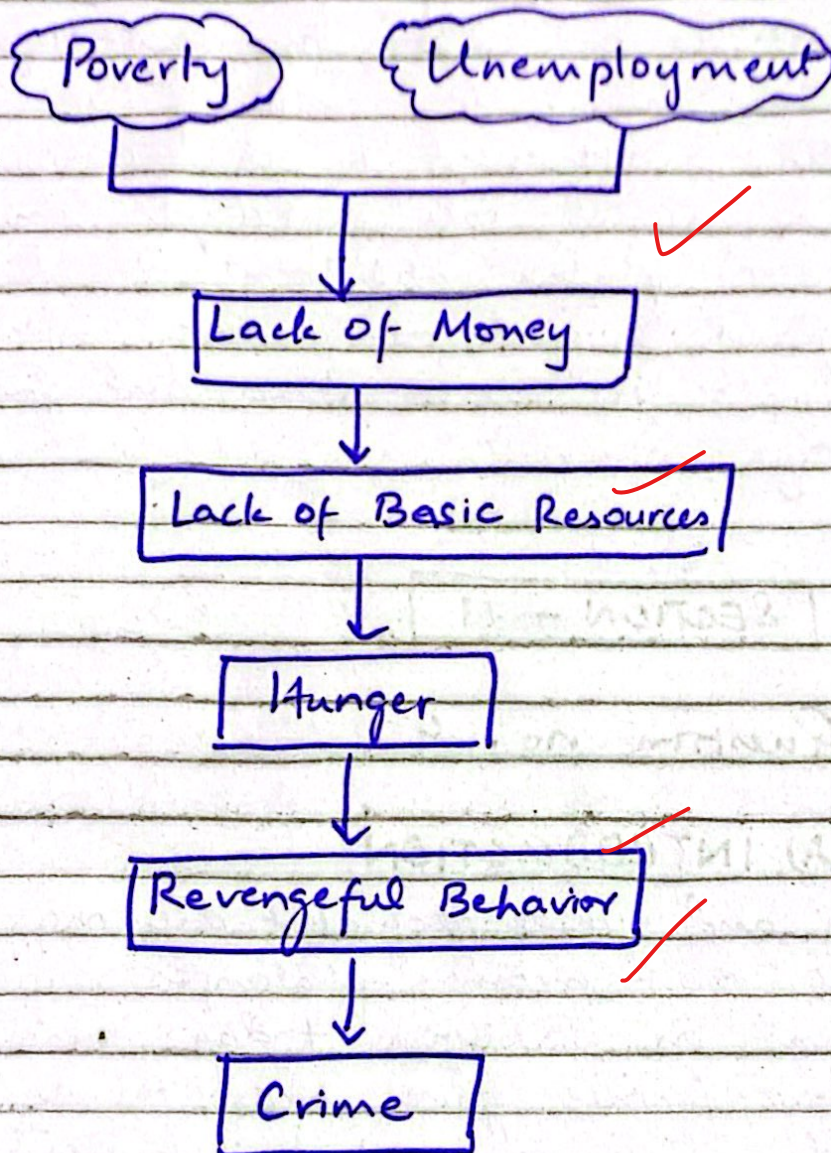 Poverty
Unemployment
Lack of Money
Lack of Basic Resources
Hunger
Revengeful Behavior
Crime